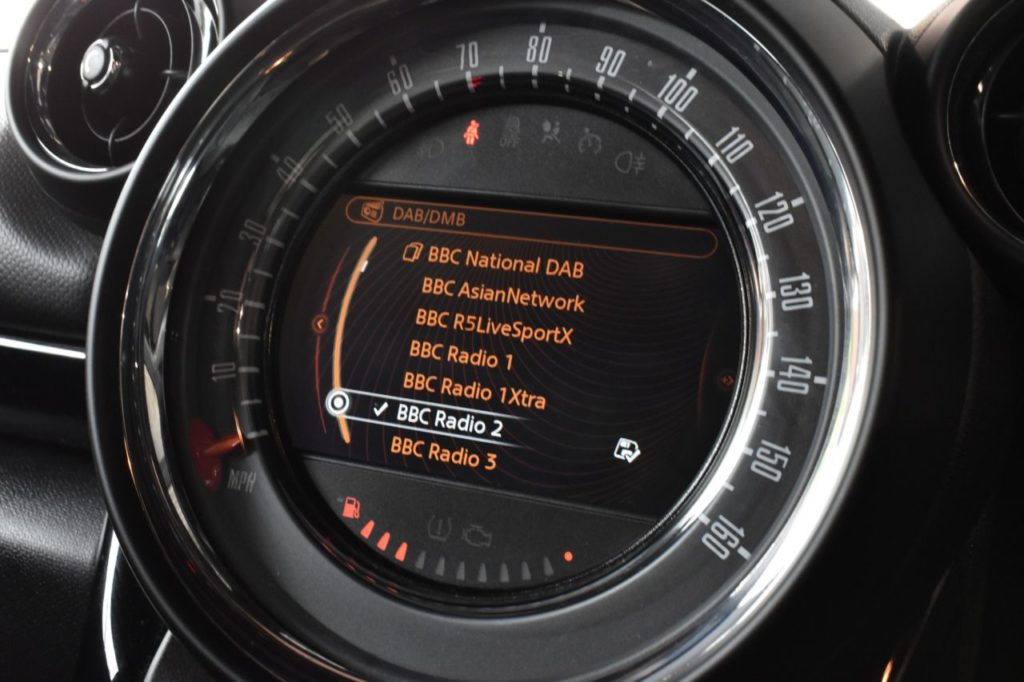 10
20
30
40
50
60
70
80
90
100
110
120
130
140
150
160
MPH
DAB/DMB
BBC National DAB
BBC AsianNetwork
BBC R5LiveSportX
BBC Radio 1
BBC Radio 1Xtra
BBC Radio 2
BBC Radio 3